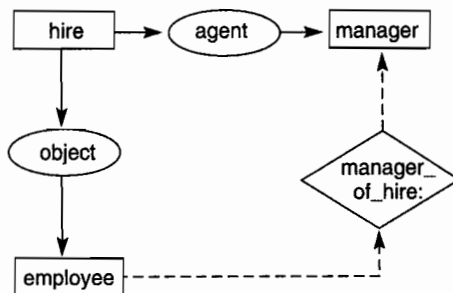 hire
agent
manager
object
manager_
of_hire:
employee